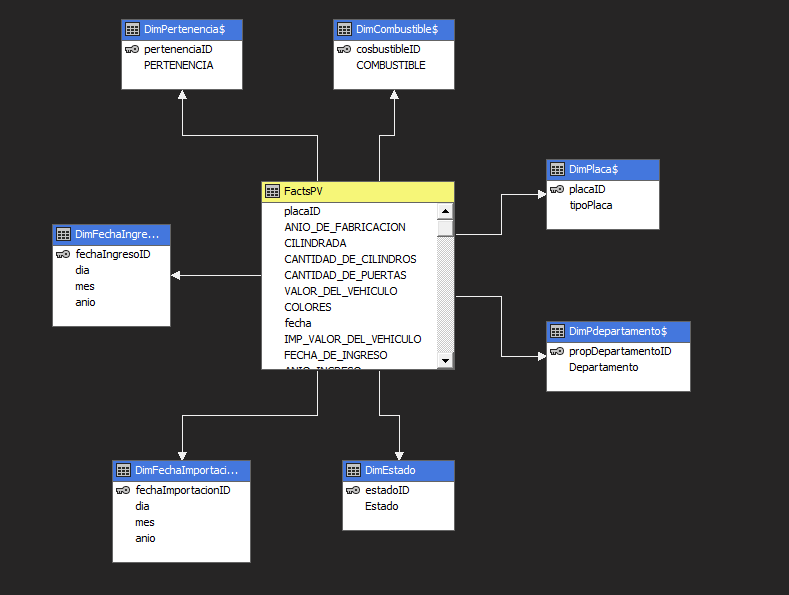 DimPertenencia$
pertenenciaID
PERTENENCIA
DimCombustible$
cosbustibleID
COMBUSTIBLE
DimPlaca$
placaID
tipoPlaca
FactsPV
placaID
ANIO_DE_FABRICACION
CILINDRADA
CANTIDAD_DE_CILINDROS
CANTIDAD_DE_PUERTAS
VALOR_DEL_VEHICULO
COLORES
fecha
IMP_VALOR_DEL_VEHICULO
FECHA_DE_INGRESO
ANIO_INGRESO
DimFechaIngre...
fechaIngresoID
dia
mes
anio
DimPdepartamento$
propDepartamentoID
Departamento
DimFechaImportaci...
fechaImportacionID
dia
mes
anio
DimEstado
estadoID
Estado